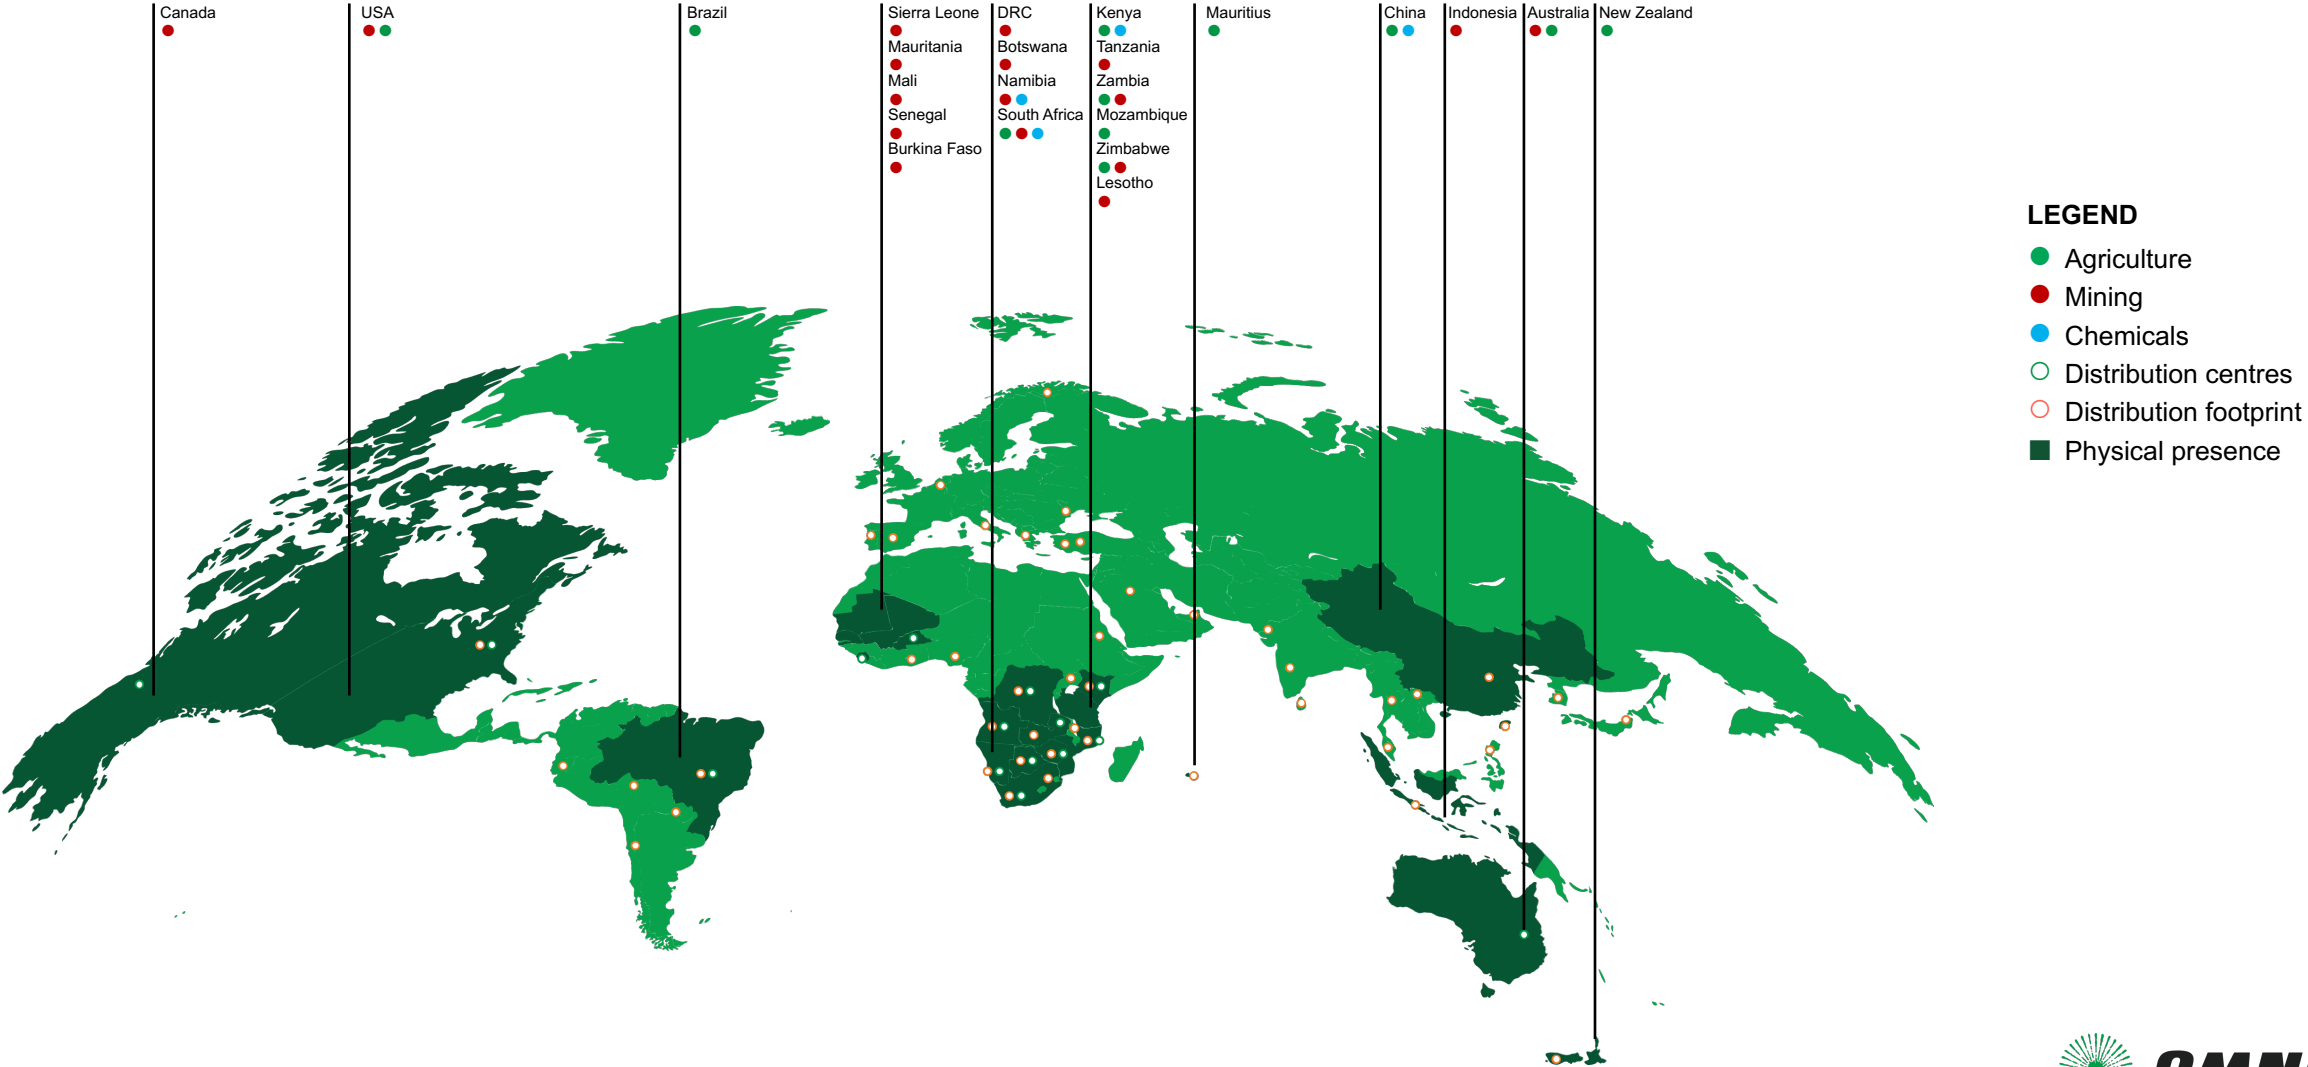 Canada
USA
Brazil
Sierra Leone
Mauritania
Mali
Senegal
Burkina Faso
DRC
Botswana
Namibia
South Africa
Kenya
Tanzania
Zambia
Mozambique
Zimbabwe
Lesotho
Mauritius
China
Indonesia
Australia
New Zealand
LEGEND
Agriculture
Mining
Chemicals
Distribution centres
Distribution footprint
Physical presence